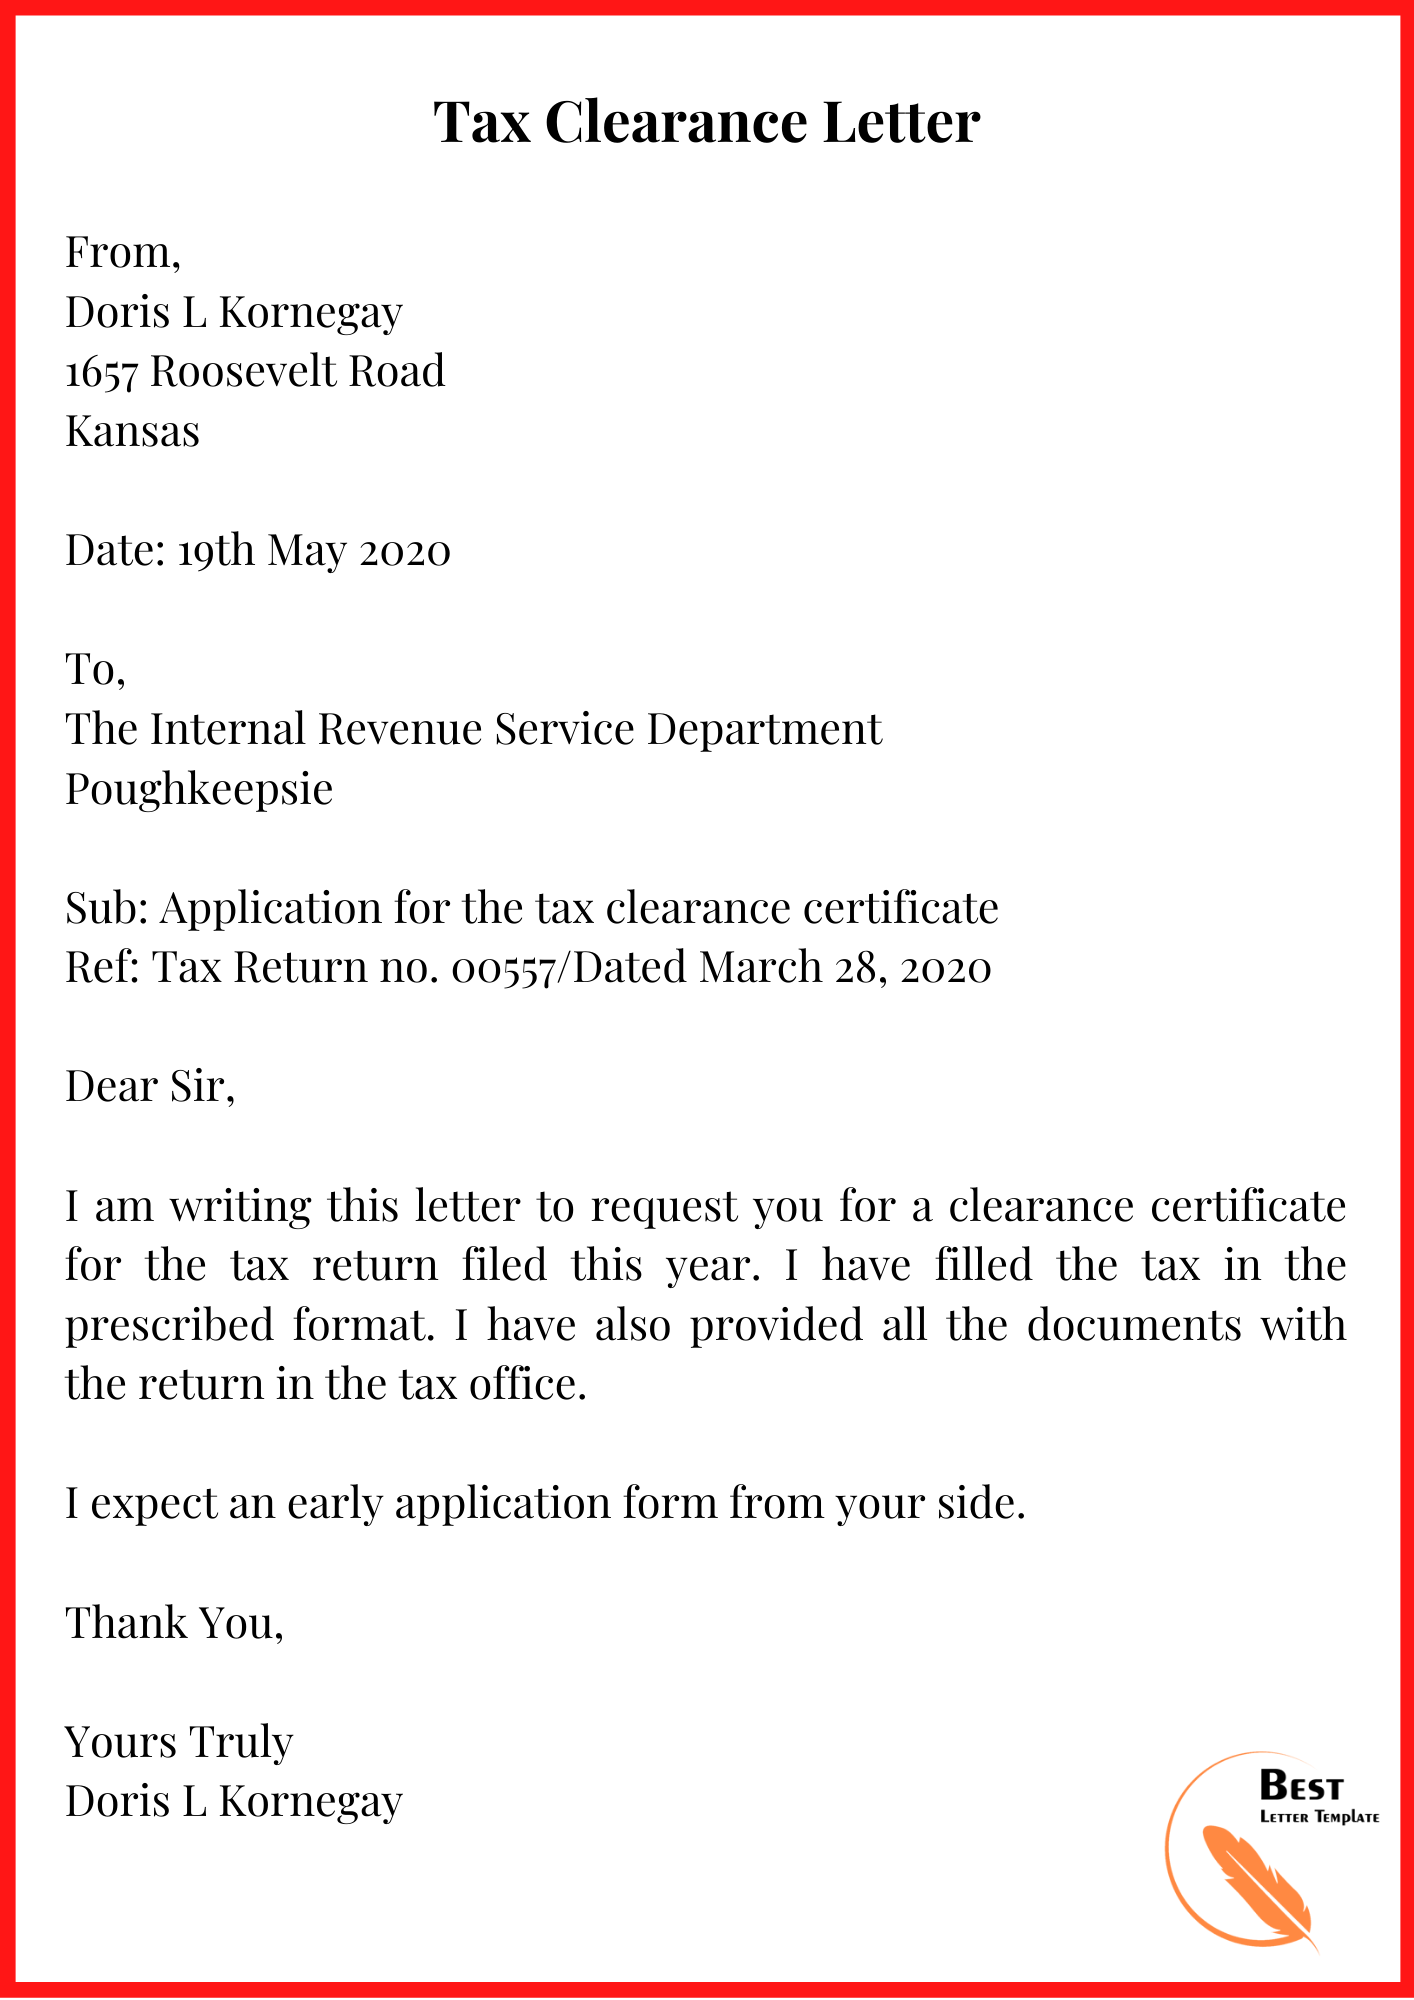 Tax Clearance Letter
From,
Doris L Kornegay
1657 Roosevelt Road
Kansas
Date: 19th May 2020
To,
The Internal Revenue Service Department
Poughkeepsie
Sub: Application for the tax clearance certificate
Ref: Tax Return no. 00557/Dated March 28, 2020
Dear Sir,
I am writing this letter to request you for a clearance certificate
for the tax return filed this year. I have filled the tax in the
prescribed format. I have also provided all the documents with
the return in the tax office.
I expect an early application form from your side.
Thank You,
Yours Truly
Doris L Kornegay
Best
Letter Template